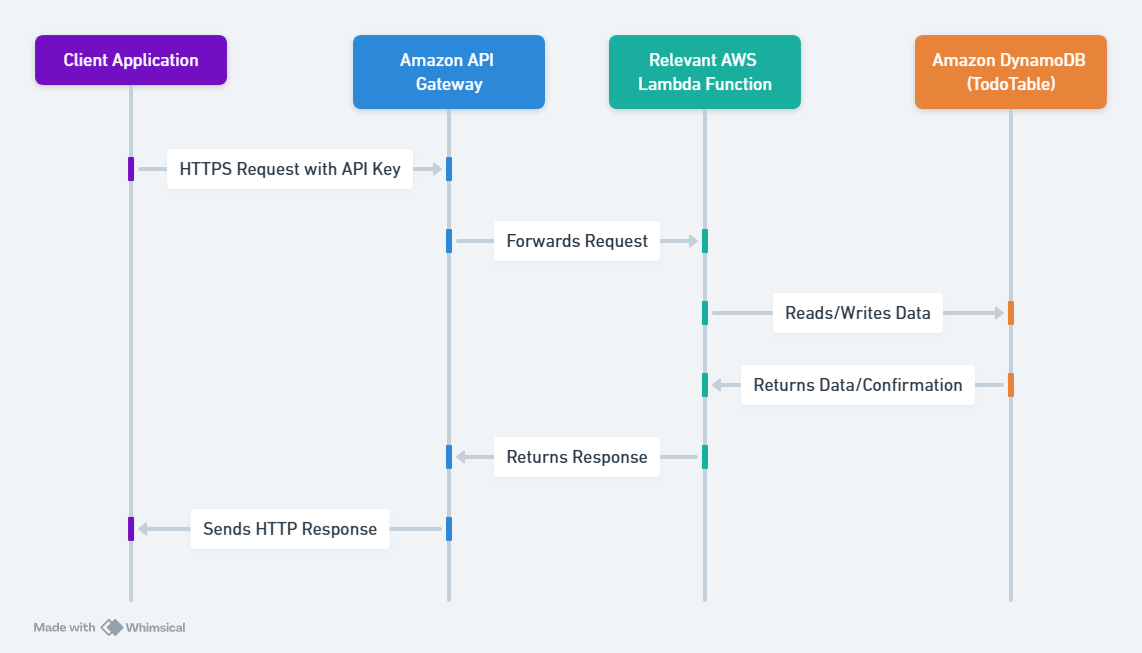 Client Application
Amazon API
Gateway
Relevant AWS
Lambda Function
Amazon DynamoDB
(TodoTable)
HTTPS Request with API Key
Forwards Request
Reads/Writes Data
Returns Data/Confirmation
Returns Response
Sends HTTP Response
Made with Whimsical